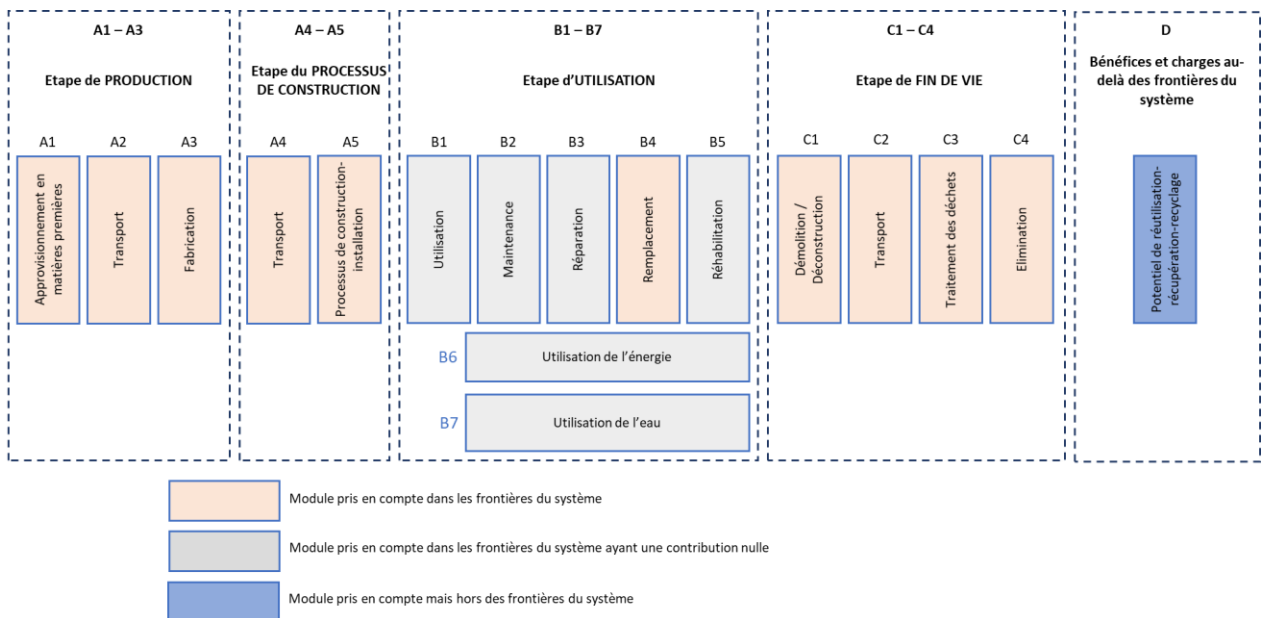 A1 – A3
Etape de PRODUCTION
A1
A2
A3
Approvisionnement en
matières premières
Transport
Fabrication
A4 – A5
Etape du PROCESSUS
DE CONSTRUCTION
A4
A5
Transport
Processus de construction-
installation
B1 – B7
Etape d’UTILISATION
B1
B2
B3
B4
B5
Utilisation
Maintenance
Réparation
Remplacement
Réhabilitation
B6
Utilisation de l’énergie
B7
Utilisation de l’eau
C1 – C4
Etape de FIN DE VIE
C1
C2
C3
C4
Démolition /
Déconstruction
Transport
Traitement des déchets
Elimination
D
Bénéfices et charges au-
delà des frontières du
système
Potentiel de réutilisation-
récupération-recyclage
Module pris en compte dans les frontières du système
Module pris en compte dans les frontières du système ayant une contribution nulle
Module pris en compte mais hors des frontières du système